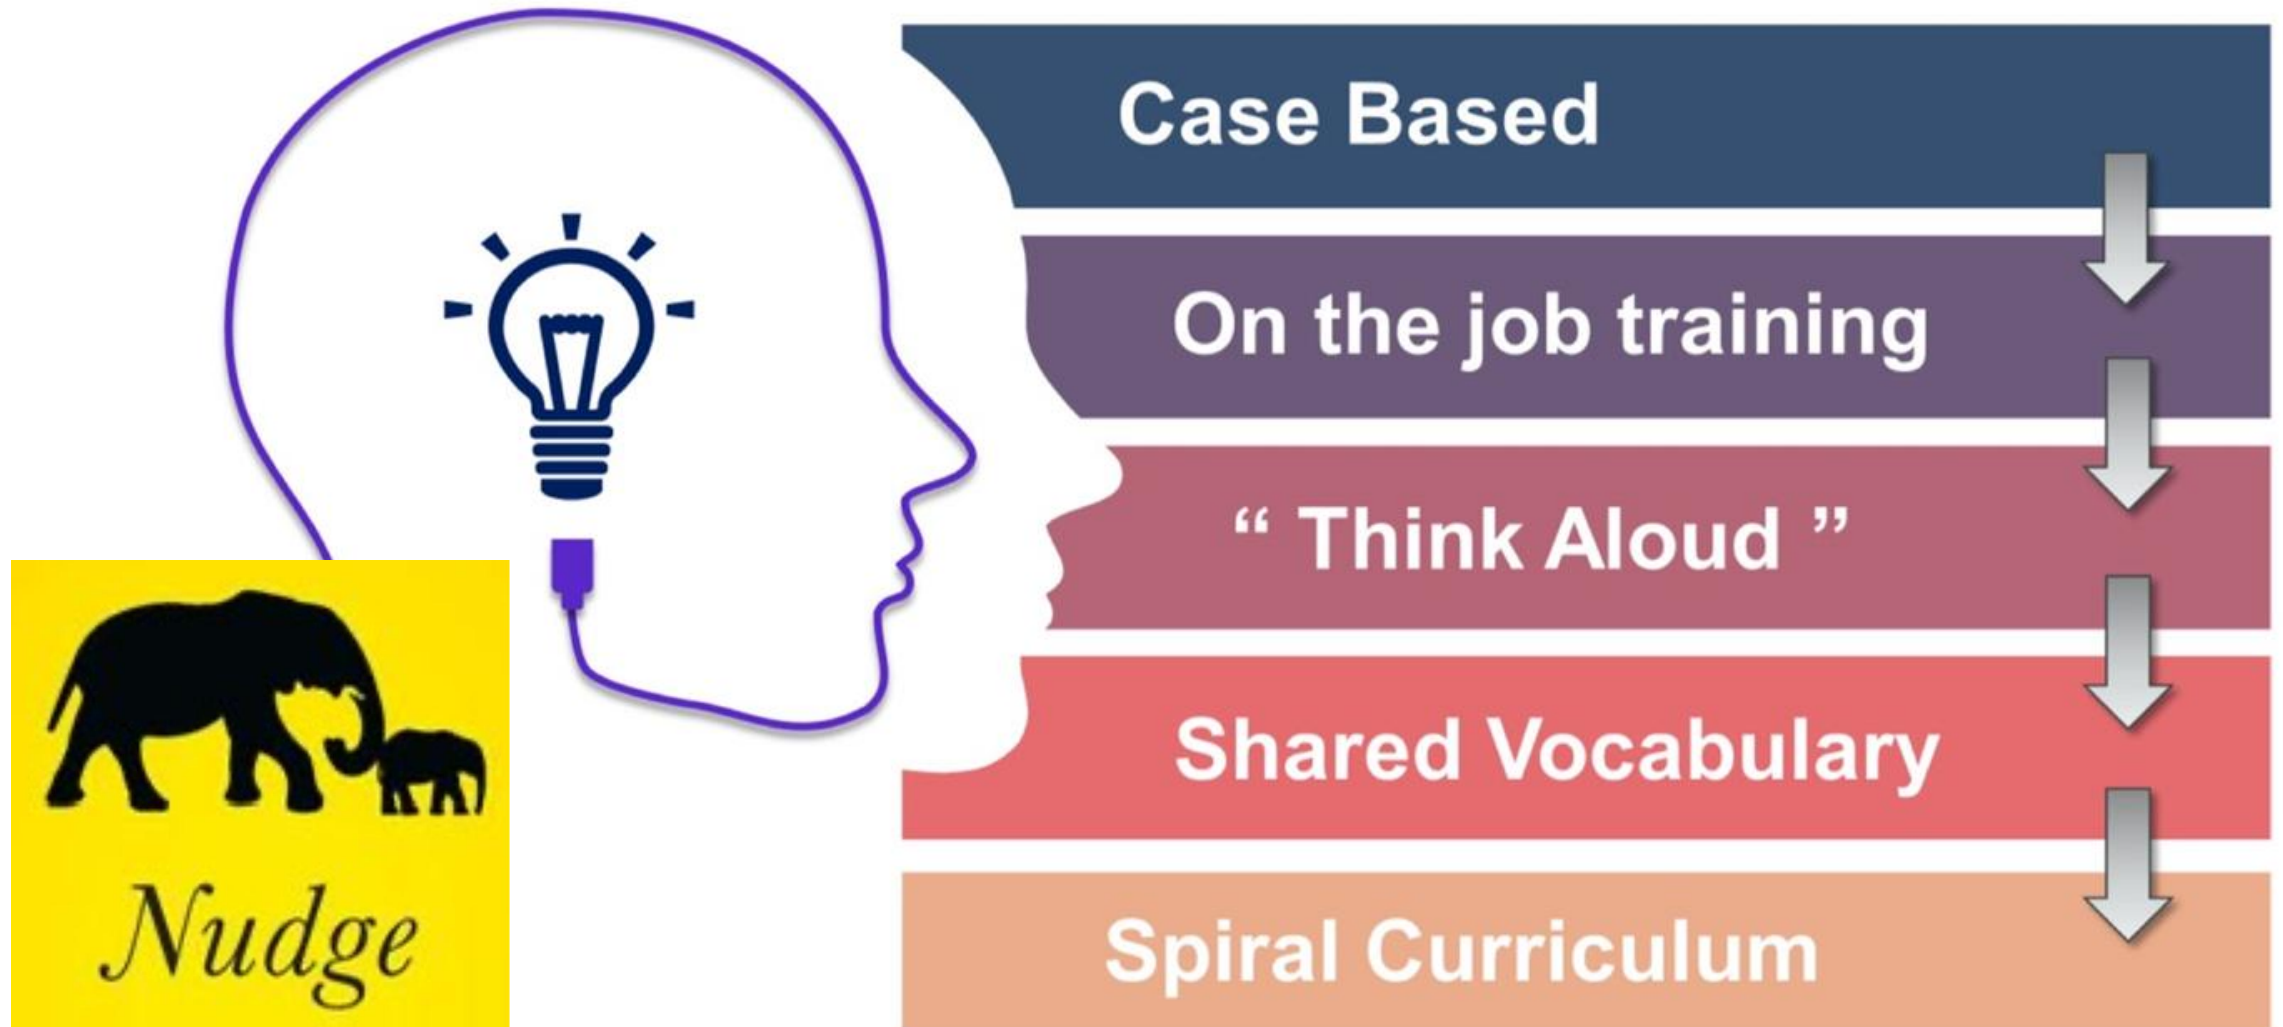 Case Based
On the job training
“ Think Aloud ”
Shared Vocabulary
Spiral Curriculum
Nudge